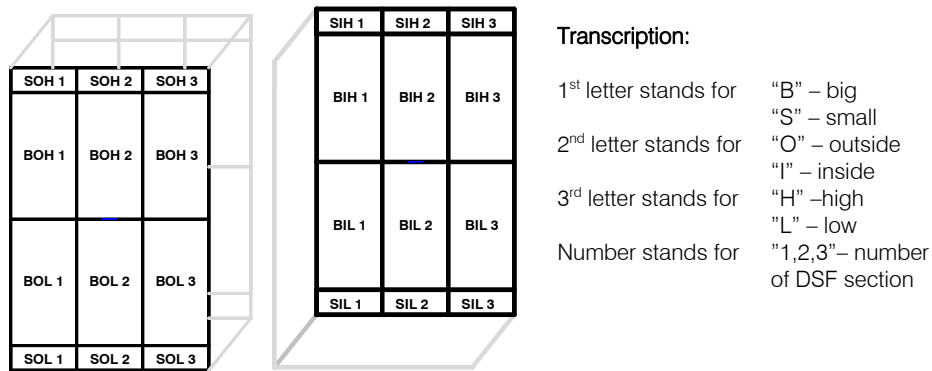 SOH 1 SOH 2 SOH 3
BOH 1 BOH 2 BOH 3
BOL 1 BOL 2 BOL 3
SOL 1 SOL 2 SOL 3
SIH 1 SIH 2 SIH 3
BIH 1 BIH 2 BIH 3
BIL 1 BIL 2 BIL 3
SIL 1 SIL 2 SIL 3
Transcription:
1st letter stands for "B" – big
"S" – small
2nd letter stands for "O" – outside
"I" – inside
3rd letter stands for "H" –high
"L" – low
Number stands for "1,2,3"– number
of DSF section